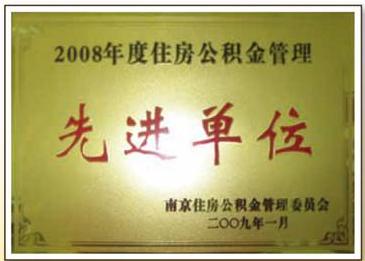 2008年度住房公积金管理
先进单位
南京住房公积金管理委员会
二〇〇九年一月